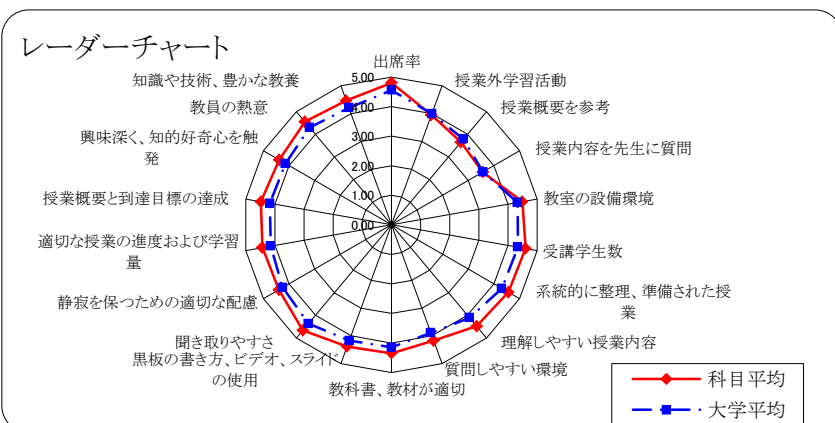 レーダーチャート
出席率
授業外学習活動
授業概要を参考
授業内容を先生に質問
教室の設備環境
受講学生数
系統的に整理、準備された授
業
理解しやすい授業内容
質問しやすい環境
教科書、教材が適切
黒板の書き方、ビデオ、スライド
の使用
聞き取りやすさ
静寂を保つための適切な配慮
適切な授業の進度および学習
量
授業概要と到達目標の達成
興味深く、知的好奇心を触
発
教員の熱意
知識や技術、豊かな教養
5.00
4.00
3.00
2.00
1.00
0.00
科目平均
大学平均